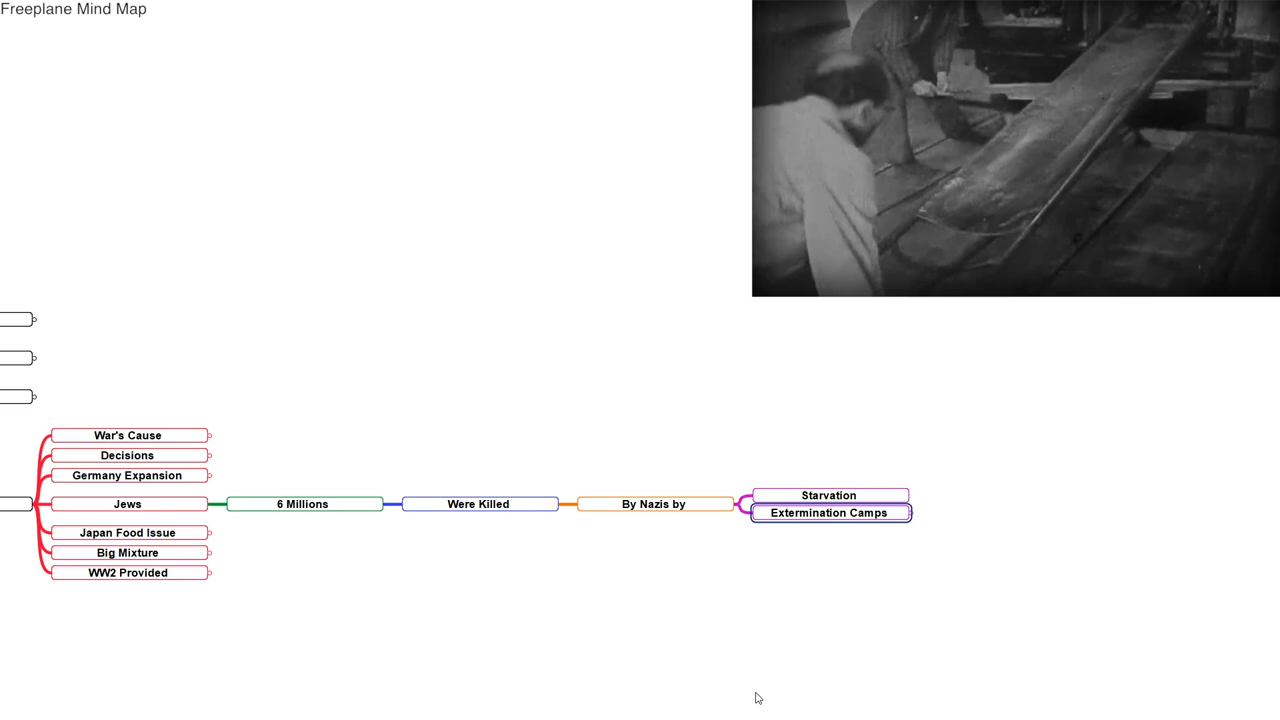 Freeplane Mind Map
War's Cause
Decisions
Germany Expansion
Jews
6 Millions
Were Killed
By Nazis by
Starvation
Extermination Camps
Japan Food Issue
Big Mixture
WW2 Provided